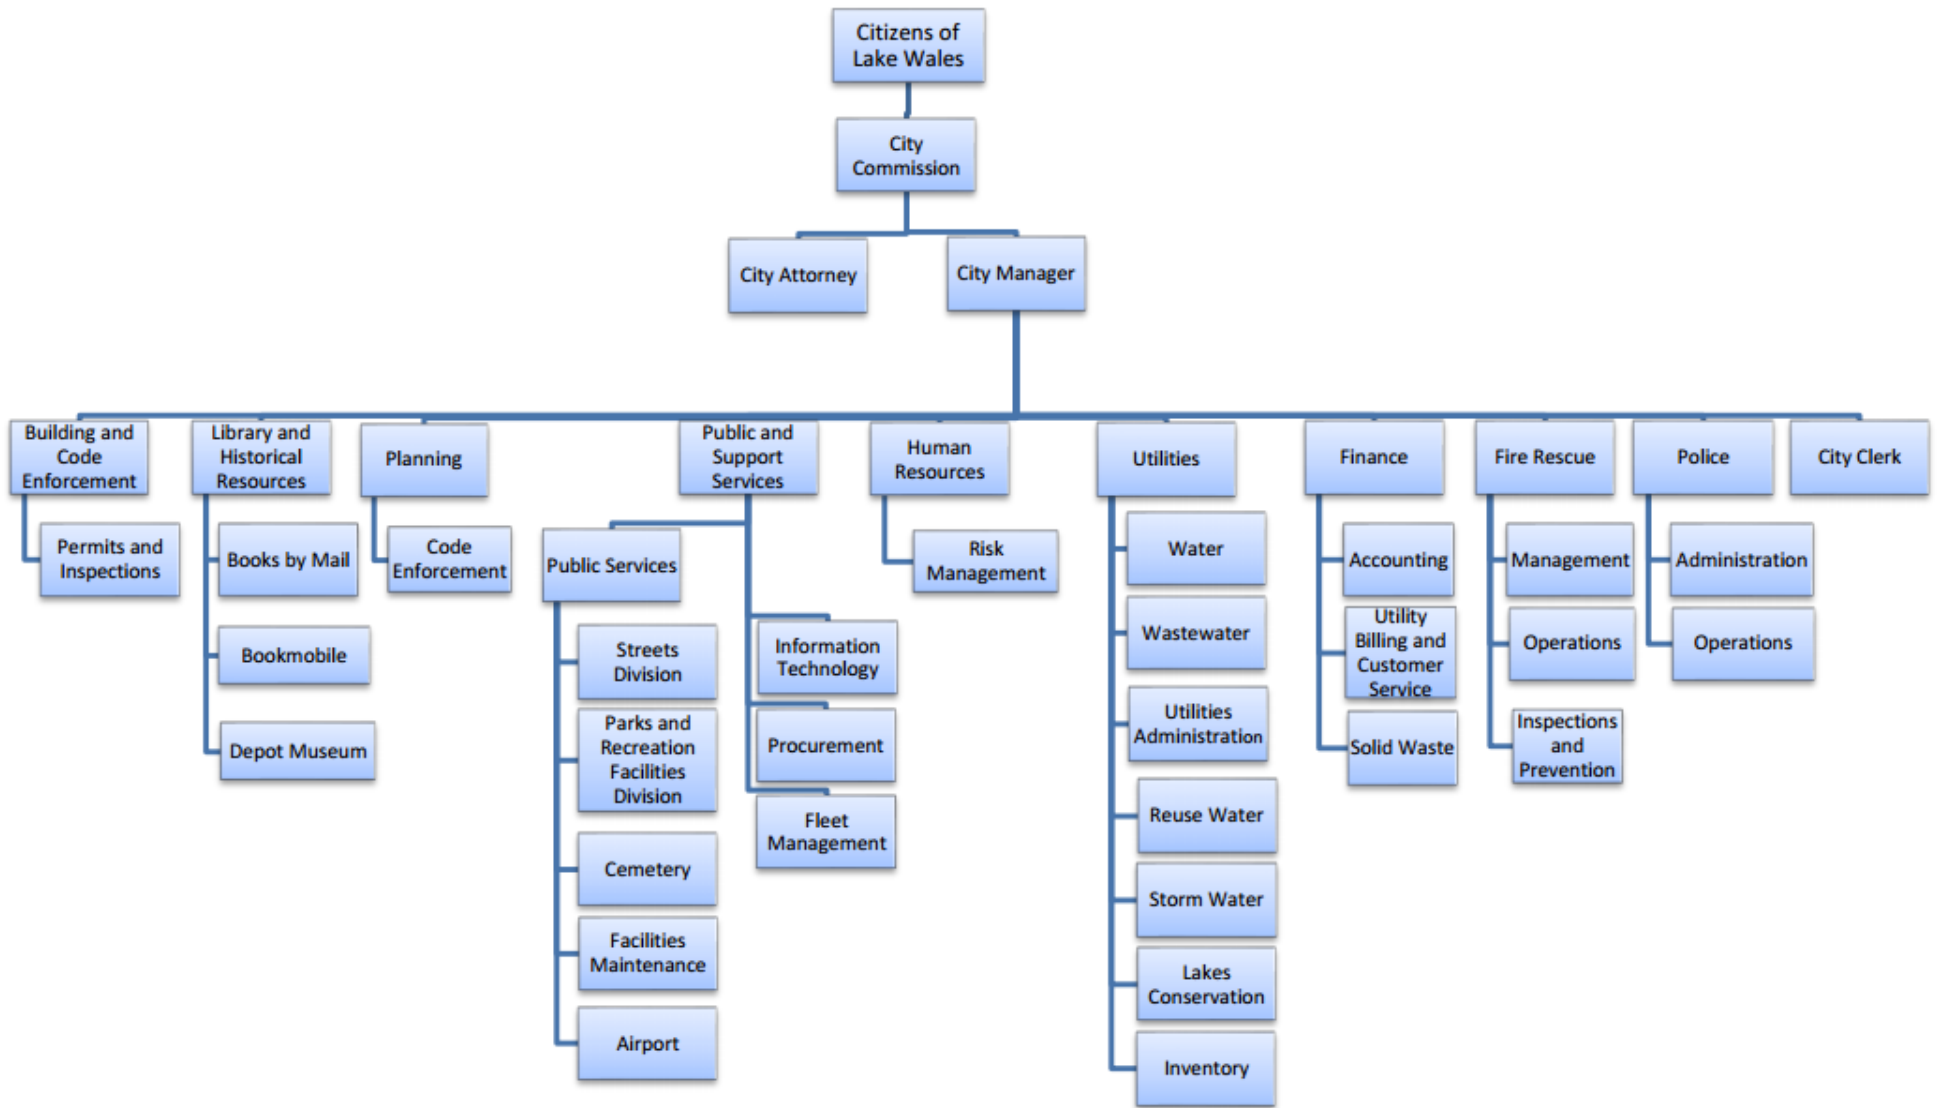 Citizens of
Lake Wales
City
Commission
City Attorney
City Manager
Building and
Code
Enforcement
Library and
Historical
Resources
Planning
Public and
Support
Services
Human
Resources
Utilities
Finance
Fire Rescue
Police
City Clerk
Permits and
Inspections
Books by Mail
Bookmobile
Depot Museum
Code
Enforcement
Public Services
Streets
Division
Parks and
Recreation
Facilities
Division
Cemetery
Facilities
Maintenance
Airport
Information
Technology
Procurement
Fleet
Management
Risk
Management
Water
Wastewater
Utilities
Administration
Reuse Water
Storm Water
Lakes
Conservation
Inventory
Accounting
Utility
Billing and
Customer
Service
Solid Waste
Management
Operations
Inspections
and
Prevention
Administration
Operations